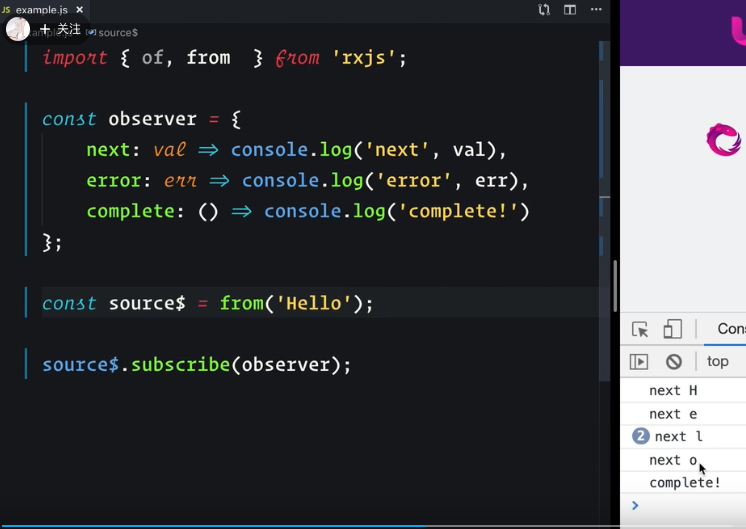 JS example.js ×
+ 关注
source$
import { of, from } from 'rxjs';
const observer = {
next: val => console.log('next', val),
error: err => console.log('error', err),
complete: () => console.log('complete!')
};
const source$ = from('Hello');
source$.subscribe(observer);
Cons
top
next H
next e
2 next l
next o
complete!